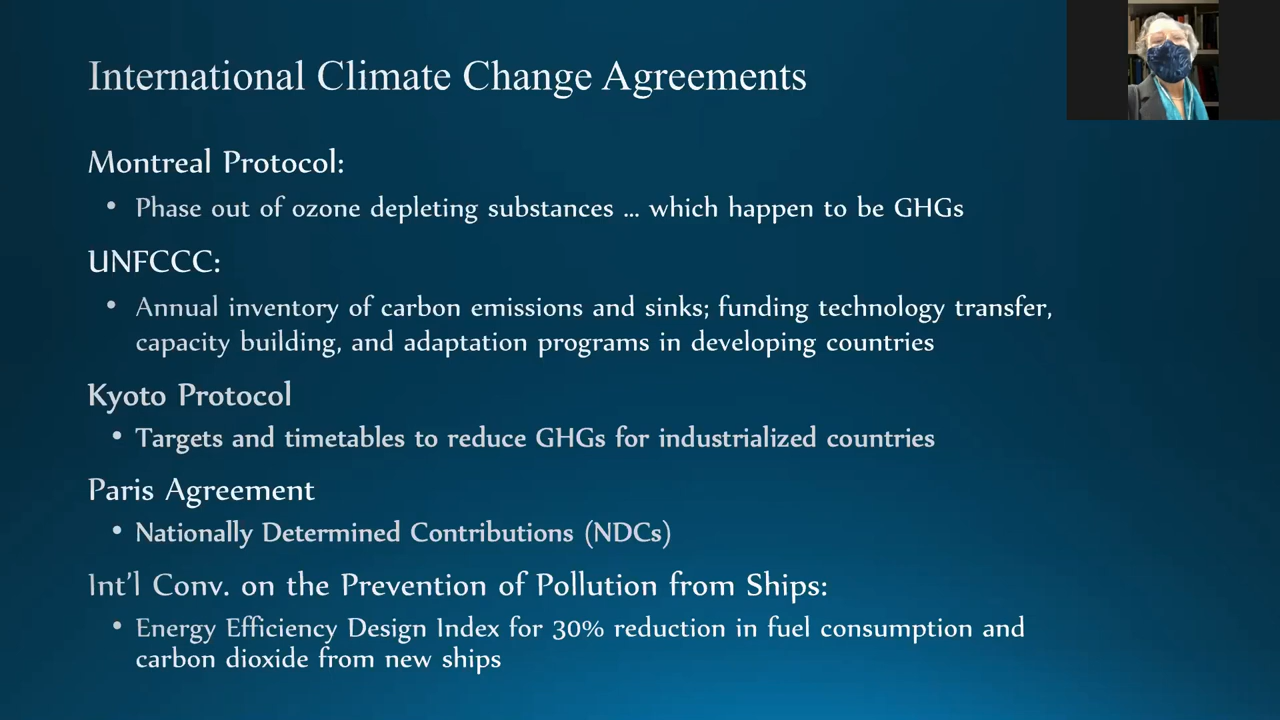 International Climate Change Agreements
Montreal Protocol:
• Phase out of ozone depleting substances ... which happen to be GHGs
UNFCCC:
• Annual inventory of carbon emissions and sinks; funding technology transfer,
capacity building, and adaptation programs in developing countries
Kyoto Protocol
• Targets and timetables to reduce GHGs for industrialized countries
Paris Agreement
• Nationally Determined Contributions (NDCs)
Int'l Conv. on the Prevention of Pollution from Ships:
• Energy Efficiency Design Index for 30% reduction in fuel consumption and
carbon dioxide from new ships